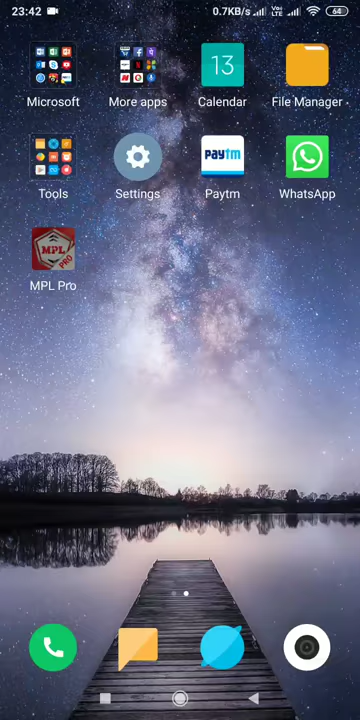 23:42 0.7KB/s Vo) LTE 64
Microsoft More apps Calendar File Manager
13
Tools Settings Paytm WhatsApp
paytm
MPL PRO
MPL Pro